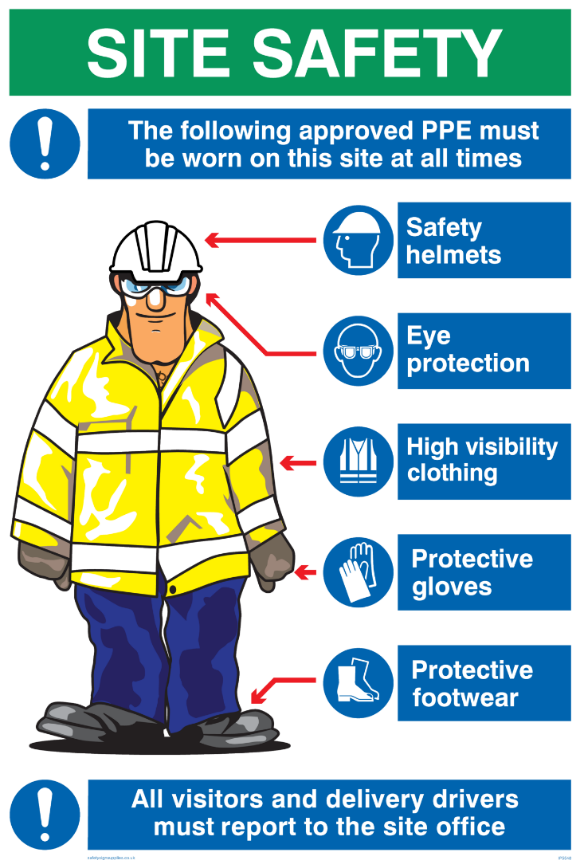 SITE SAFETY
The following approved PPE must
be worn on this site at all times
Safety
helmets
Eye
protection
High visibility
clothing
Protective
gloves
Protective
footwear
All visitors and delivery drivers
must report to the site office